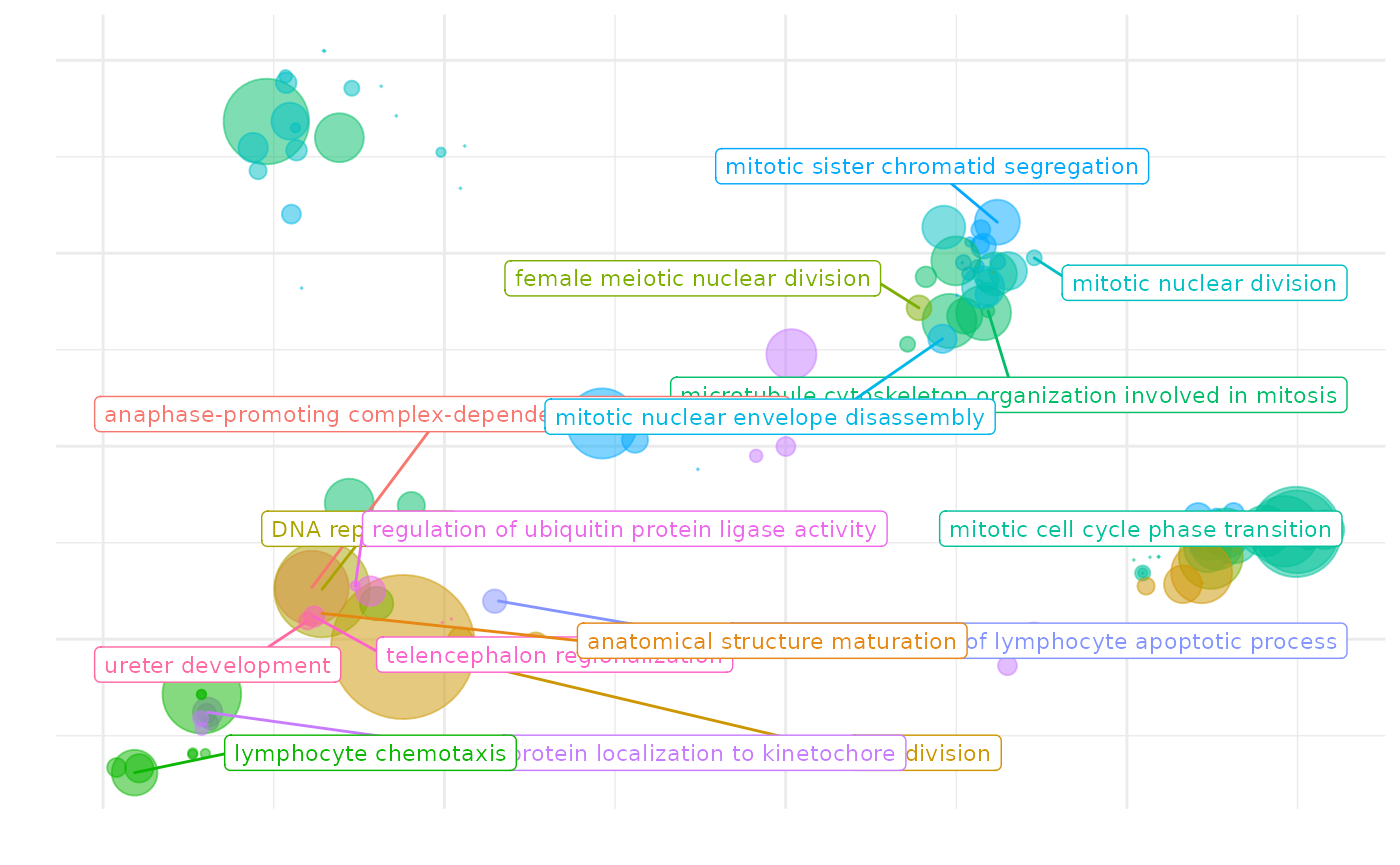 mitotic sister chromatid segregation
female meiotic nuclear division
mitotic nuclear division
microtubule cytoskeleton organization involved in mitosis
anaphase-promoting complex-depende
mitotic nuclear envelope disassembly
DNA rep
regulation of ubiquitin protein ligase activity
mitotic cell cycle phase transition
anatomical structure maturation
of lymphocyte apoptotic process
telencephalon regionalization
ureter development
lymphocyte chemotaxis
protein localization to kinetochore
division